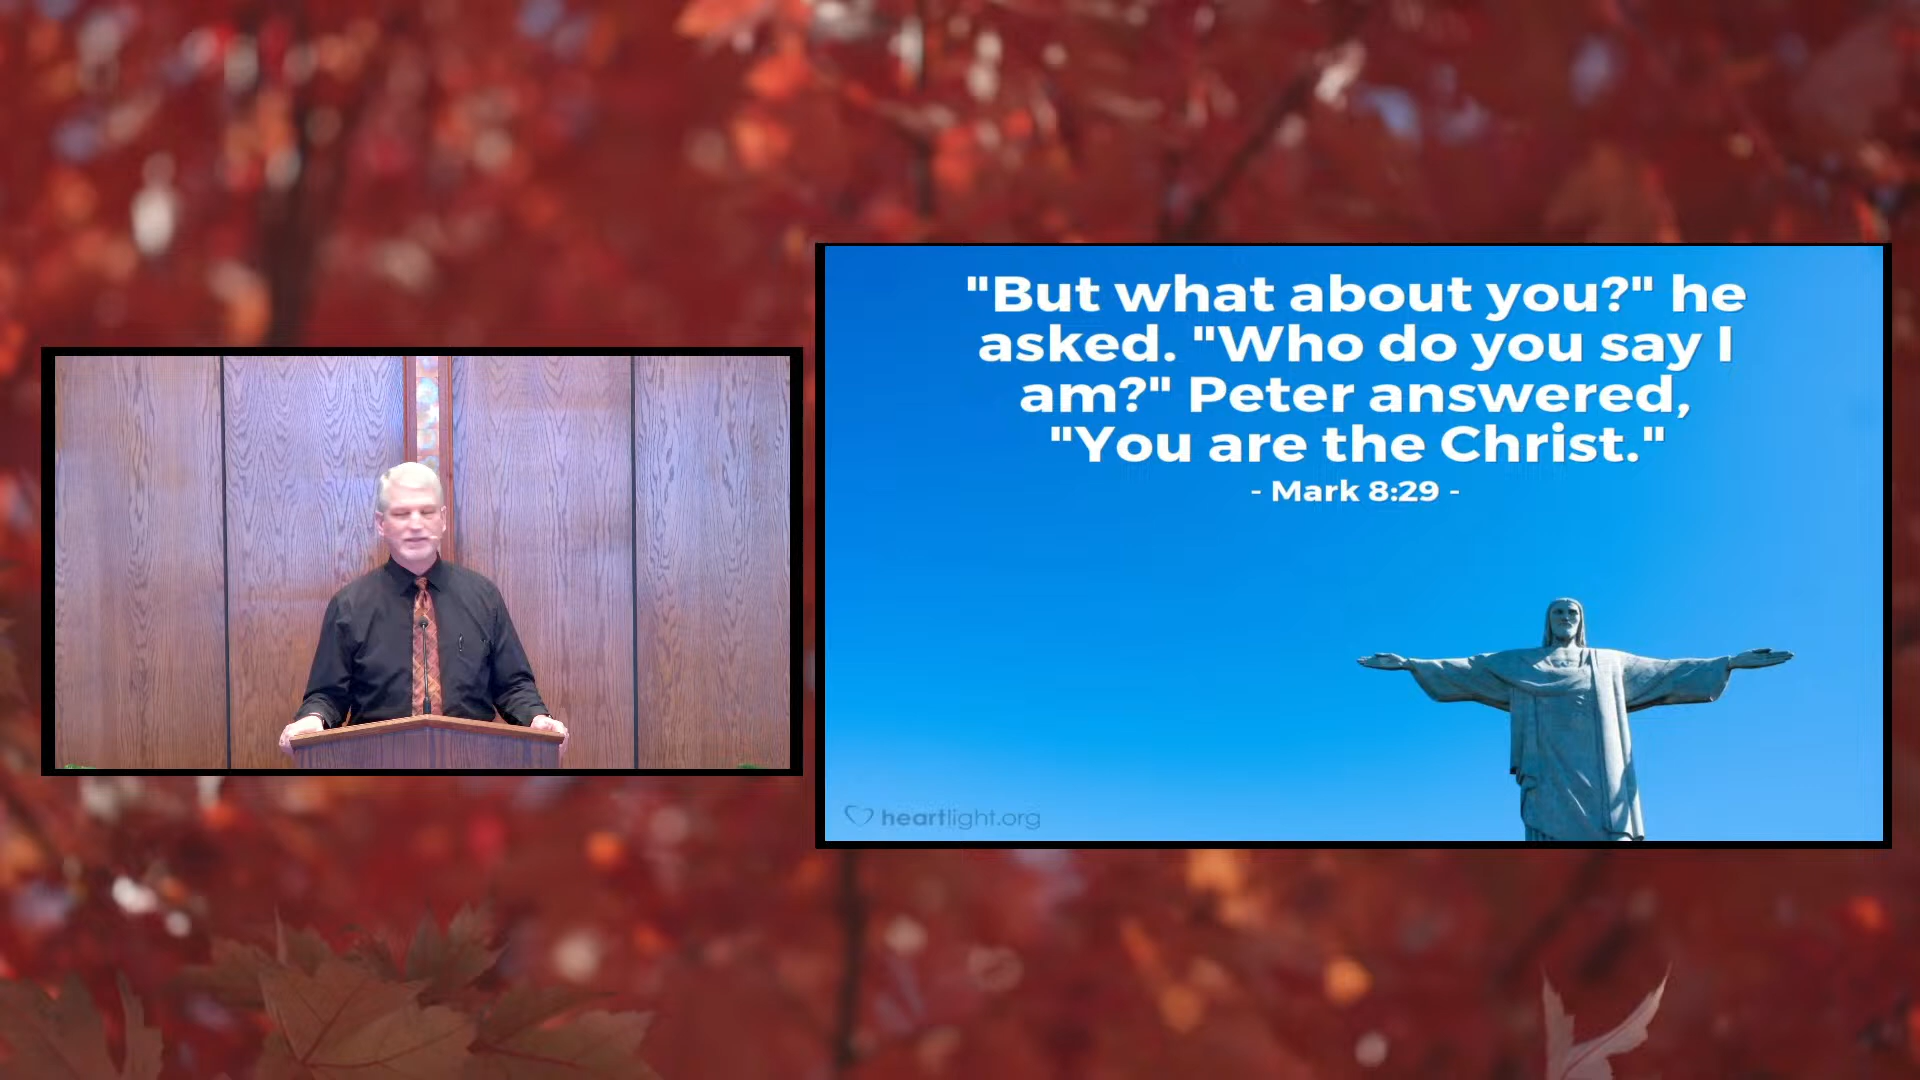 "But what about you?" he
asked. "Who do you say I
am?" Peter answered,
"You are the Christ."
- Mark 8:29 -
heartlight.org